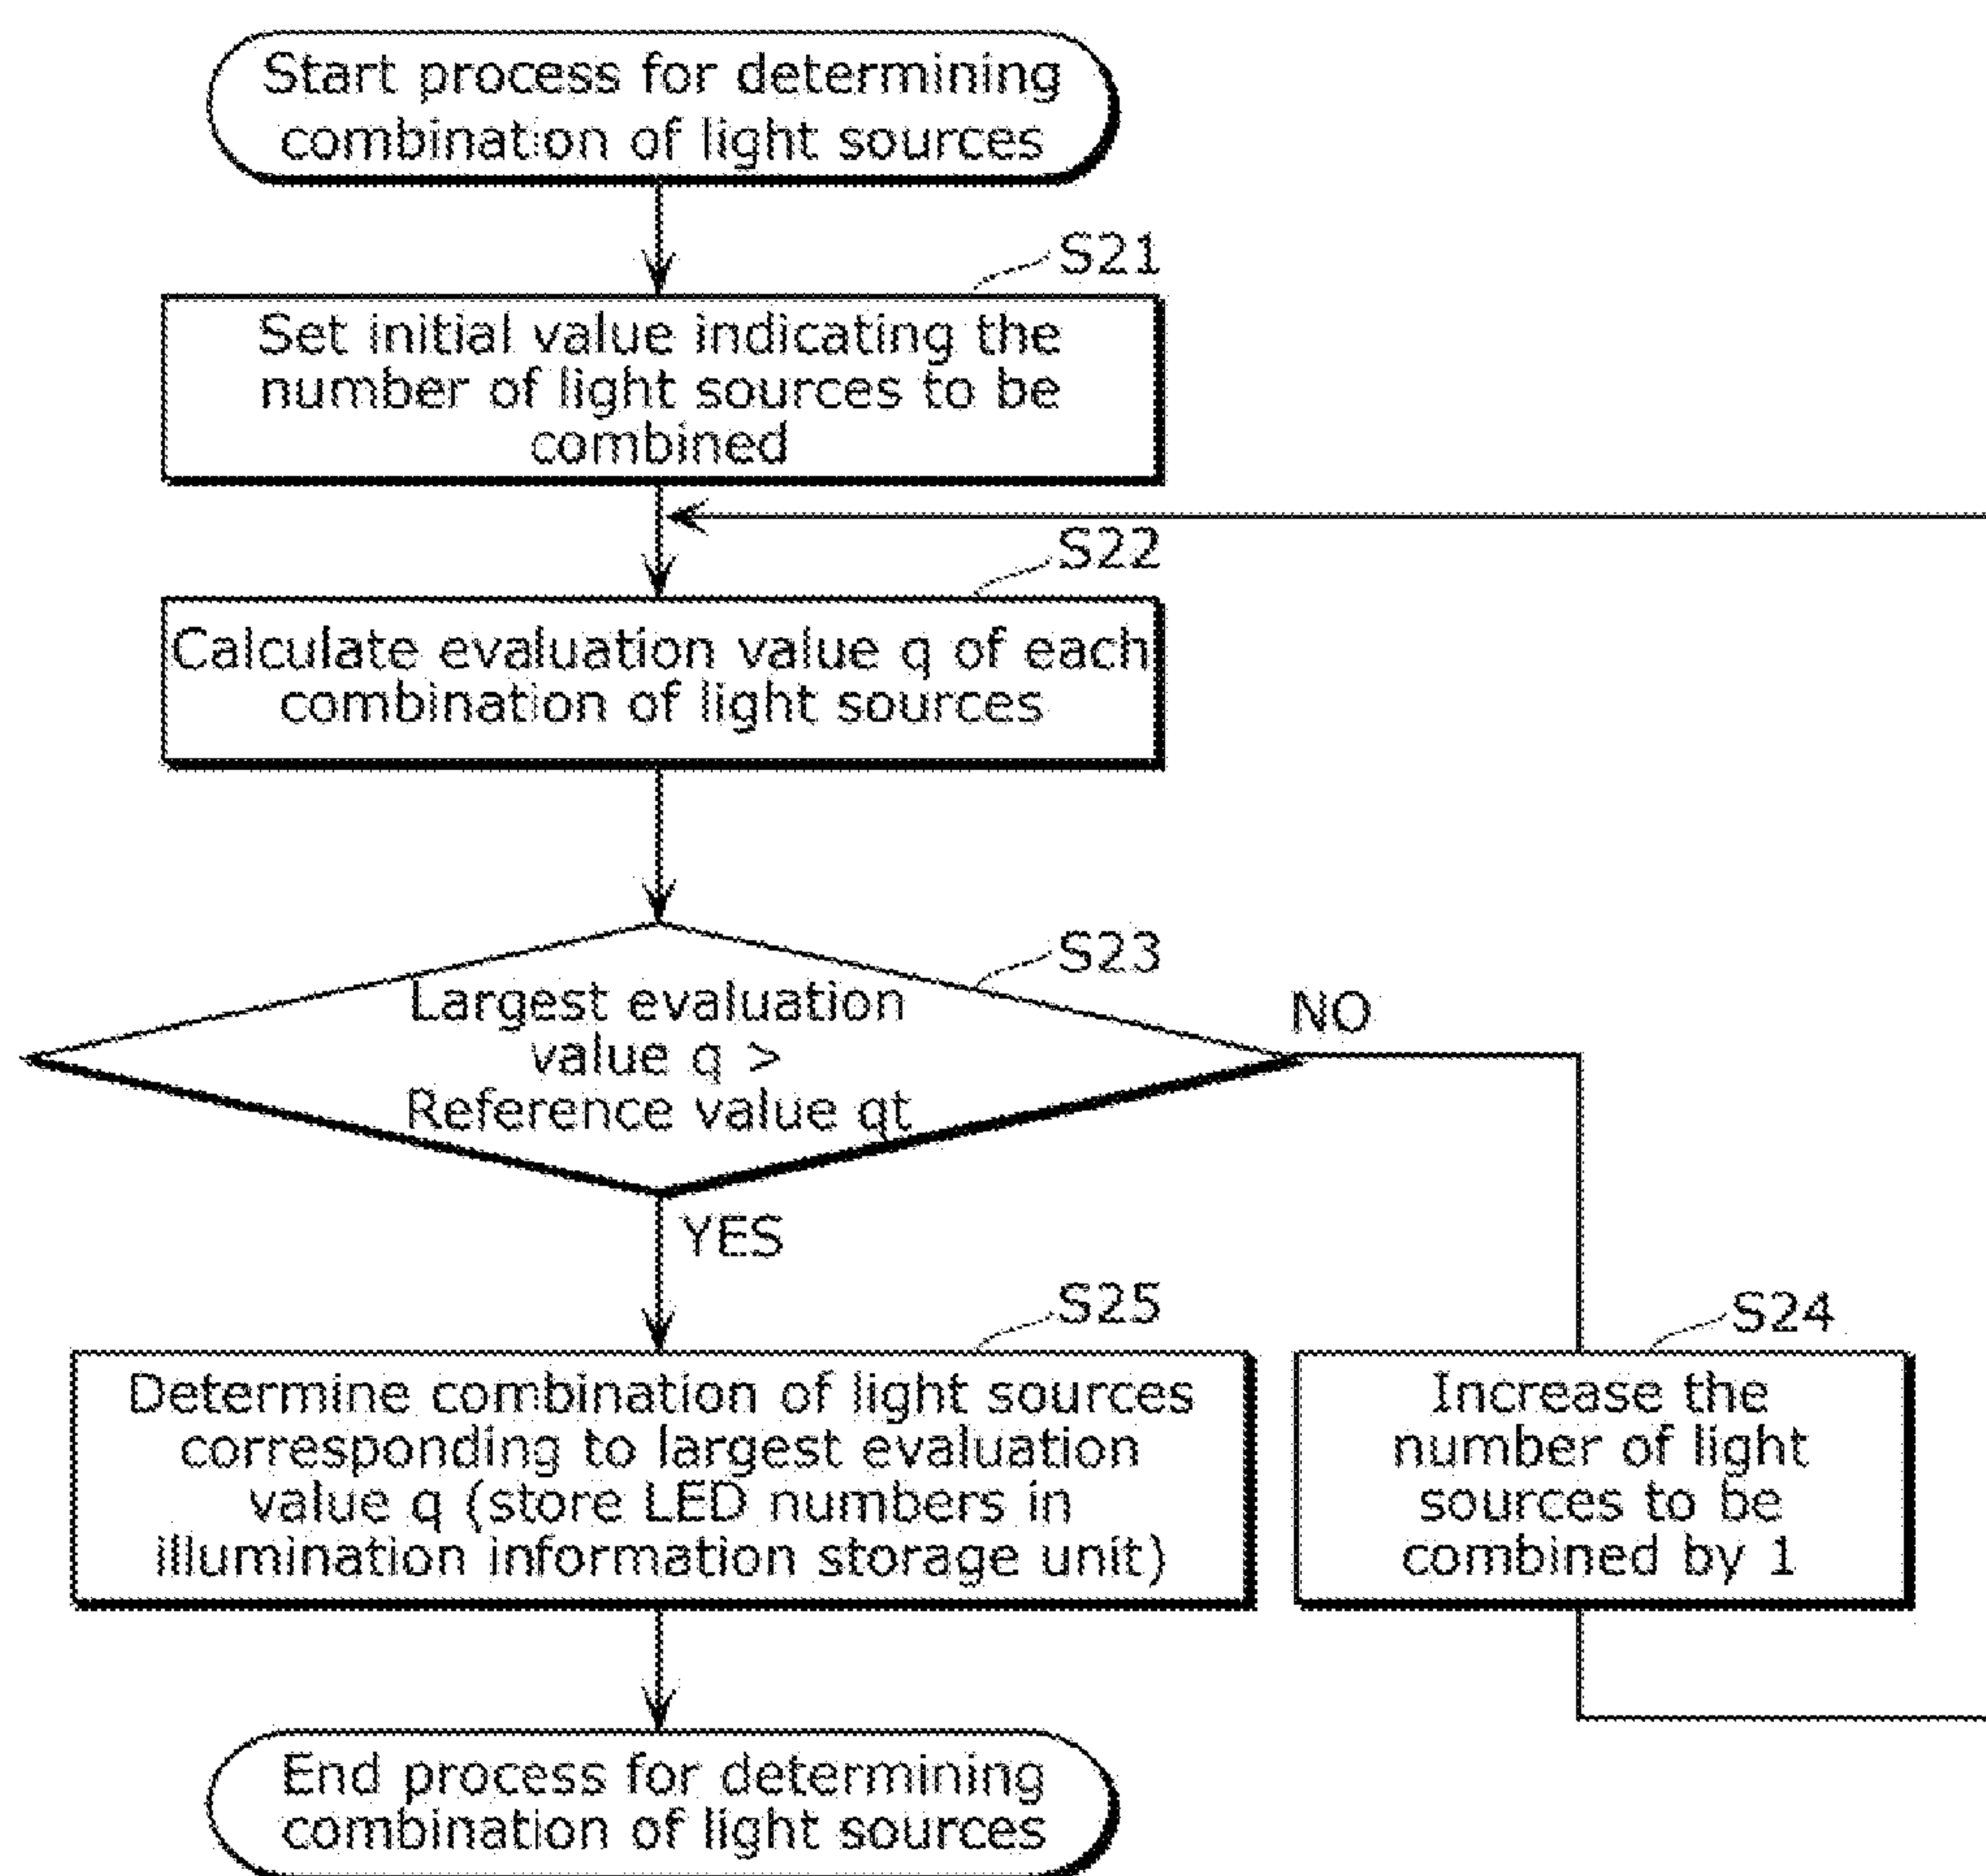 Start process for determining
combination of light sources
S21
Set initial value indicating the
number of light sources to be
combined
S22
Calculate evaluation value q of each
combination of light sources
S23
Largest evaluation
value q >
Reference value qt
NO
YES
S25
Determine combination of light sources
corresponding to largest evaluation
value q (store LED numbers in
illumination information storage unit)
S24
Increase the
number of light
sources to be
combined by 1
End process for determining
combination of light sources